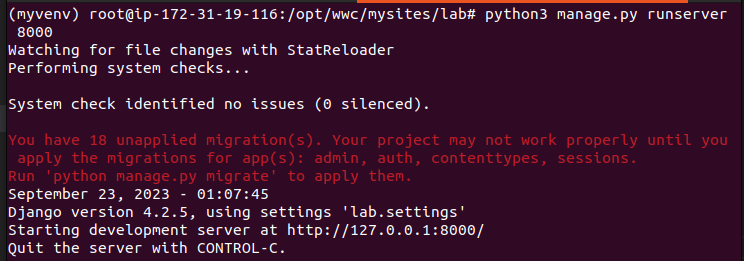 (myvenv) root@ip-172-31-19-116:/opt/wwc/mysites/lab# python3 manage.py runserver
8000
Watching for file changes with StatReloader
Performing system checks...
System check identified no issues (0 silenced).
You have 18 unapplied migration(s). Your project may not work properly until you
apply the migrations for app(s): admin, auth, contenttypes, sessions.
Run 'python manage.py migrate' to apply them.
September 23, 2023 - 01:07:45
Django version 4.2.5, using settings 'lab.settings'
Starting development server at http://127.0.0.1:8000/
Quit the server with CONTROL-C.